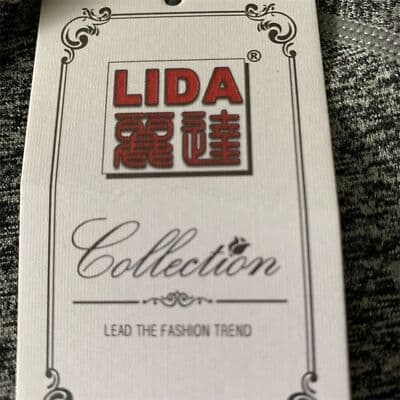 LIDA®
麗達
Collection
LEAD THE FASHION TREND